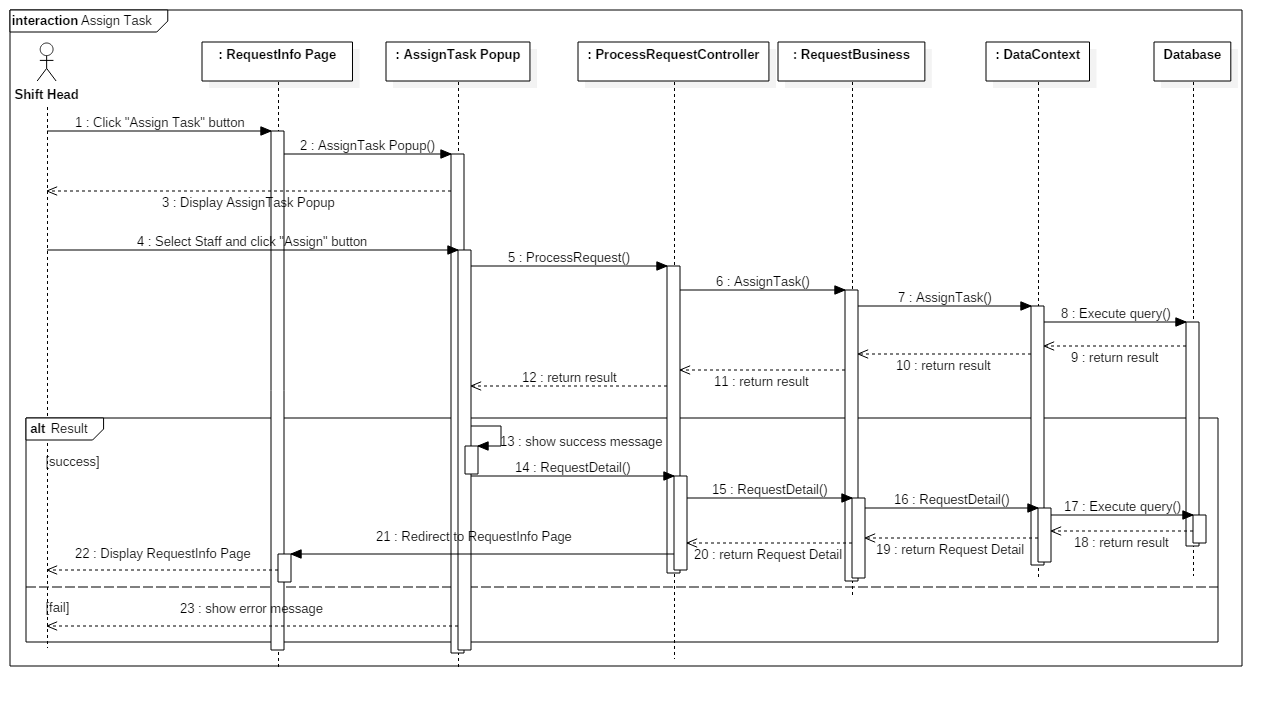 interaction Assign Task
Shift Head
: RequestInfo Page
: AssignTask Popup
: ProcessRequestController
: RequestBusiness
: DataContext
Database
1 : Click "Assign Task" button
2 : AssignTask Popup()
3 : Display AssignTask Popup
4 : Select Staff and click "Assign" button
5 : ProcessRequest()
6 : AssignTask()
7 : AssignTask()
8 : Execute query()
9 : return result
10 : return result
11 : return result
12 : return result
alt Result
[success]
13 : show success message
14 : RequestDetail()
15 : RequestDetail()
16 : RequestDetail()
17 : Execute query()
18 : return result
19 : return Request Detail
20 : return Request Detail
21 : Redirect to RequestInfo Page
22 : Display RequestInfo Page
[fail]
23 : show error message